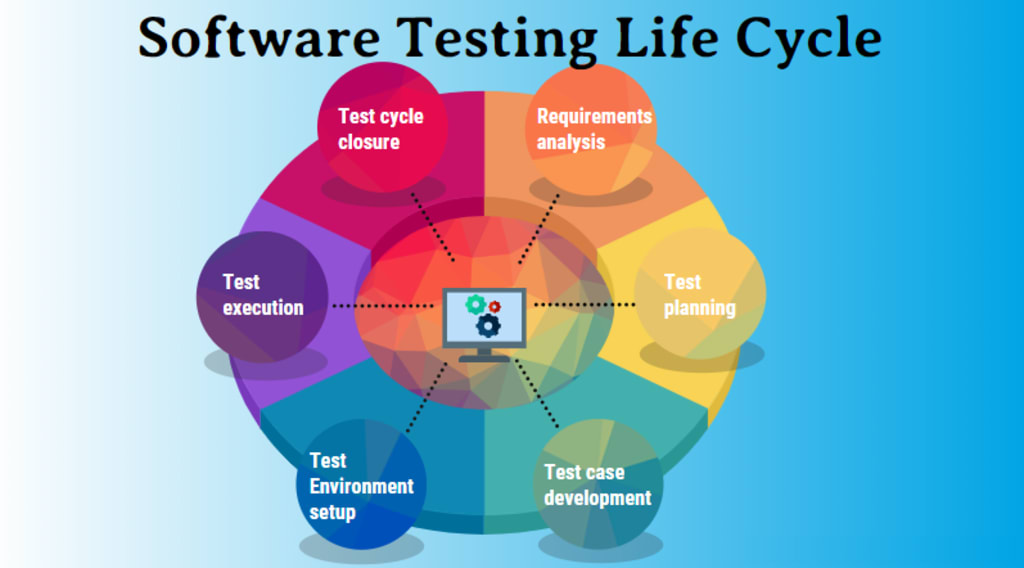 Software Testing Life Cycle
Test cycle
closure
Requirements
analysis
Test
execution
Test
planning
Test
Environment
setup
Test case
development